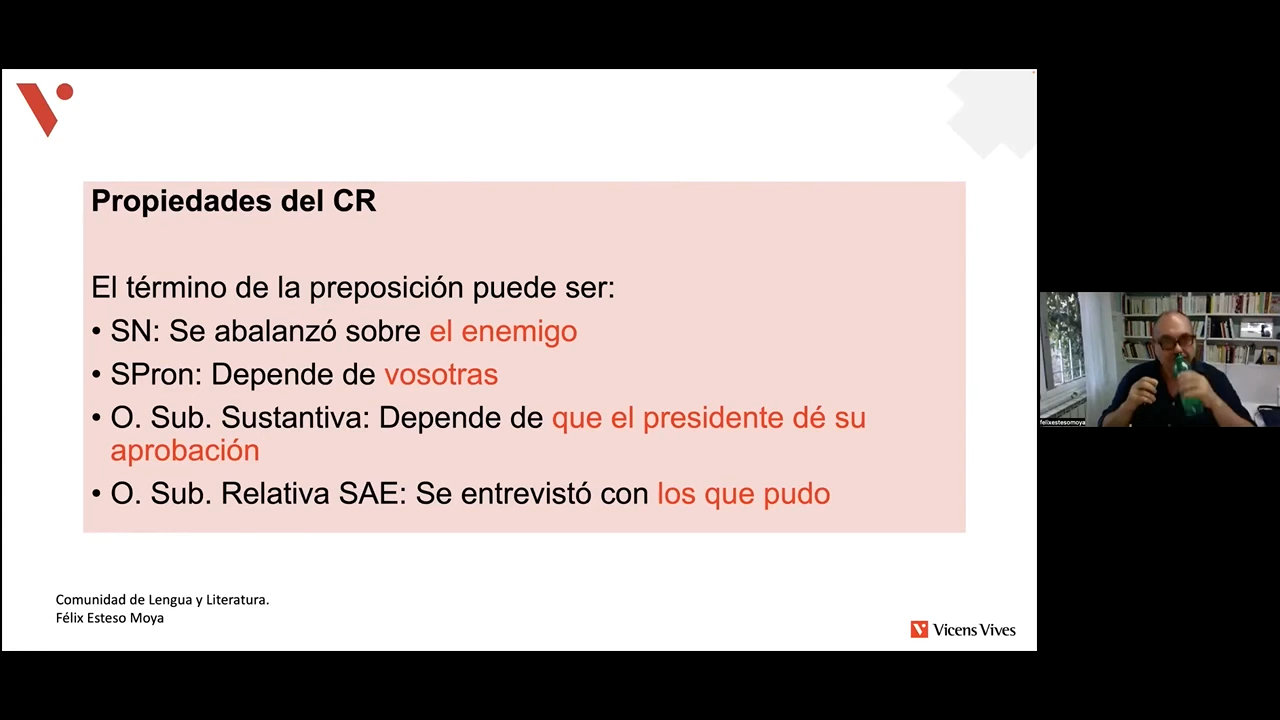 Propiedades del CR
El término de la preposición puede ser:
• SN: Se abalanzó sobre el enemigo
• SPron: Depende de vosotras
• O. Sub. Sustantiva: Depende de que el presidente dé su
aprobación
• O. Sub. Relativa SAE: Se entrevistó con los que pudo
Comunidad de Lengua y Literatura.
Félix Esteso Moya
Vicens Vives
felixestesomoya